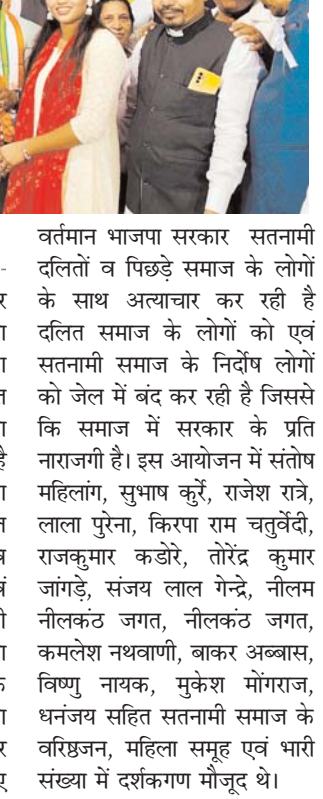 वर्तमान भाजपा सरकार सतनामी
दलितों व पिछड़े समाज के लोगों
के साथ अत्याचार कर रही है
दलित समाज के लोगों को एवं
सतनामी समाज के निर्दोष लोगों
को जेल में बंद कर रही है जिससे
कि समाज में सरकार के प्रति
नाराजगी है। इस आयोजन में संतोष
महिलांग, सुभाष कुर्रे, राजेश रात्रे,
लाला पुरेना, किरपा राम चतुर्वेदी,
राजकुमार कडोरे, तोरेंद्र कुमार
जांगड़े, संजय लाल गेन्द्रे, नीलम
नीलकंठ जगत, नीलकंठ जगत,
कमलेश नथवाणी, बाकर अब्बास,
विष्णु नायक, मुकेश मोंगराज,
धनंजय सहित सतनामी समाज के
वरिष्ठजन, महिला समूह एवं भारी
संख्या में दर्शकगण मौजूद थे।